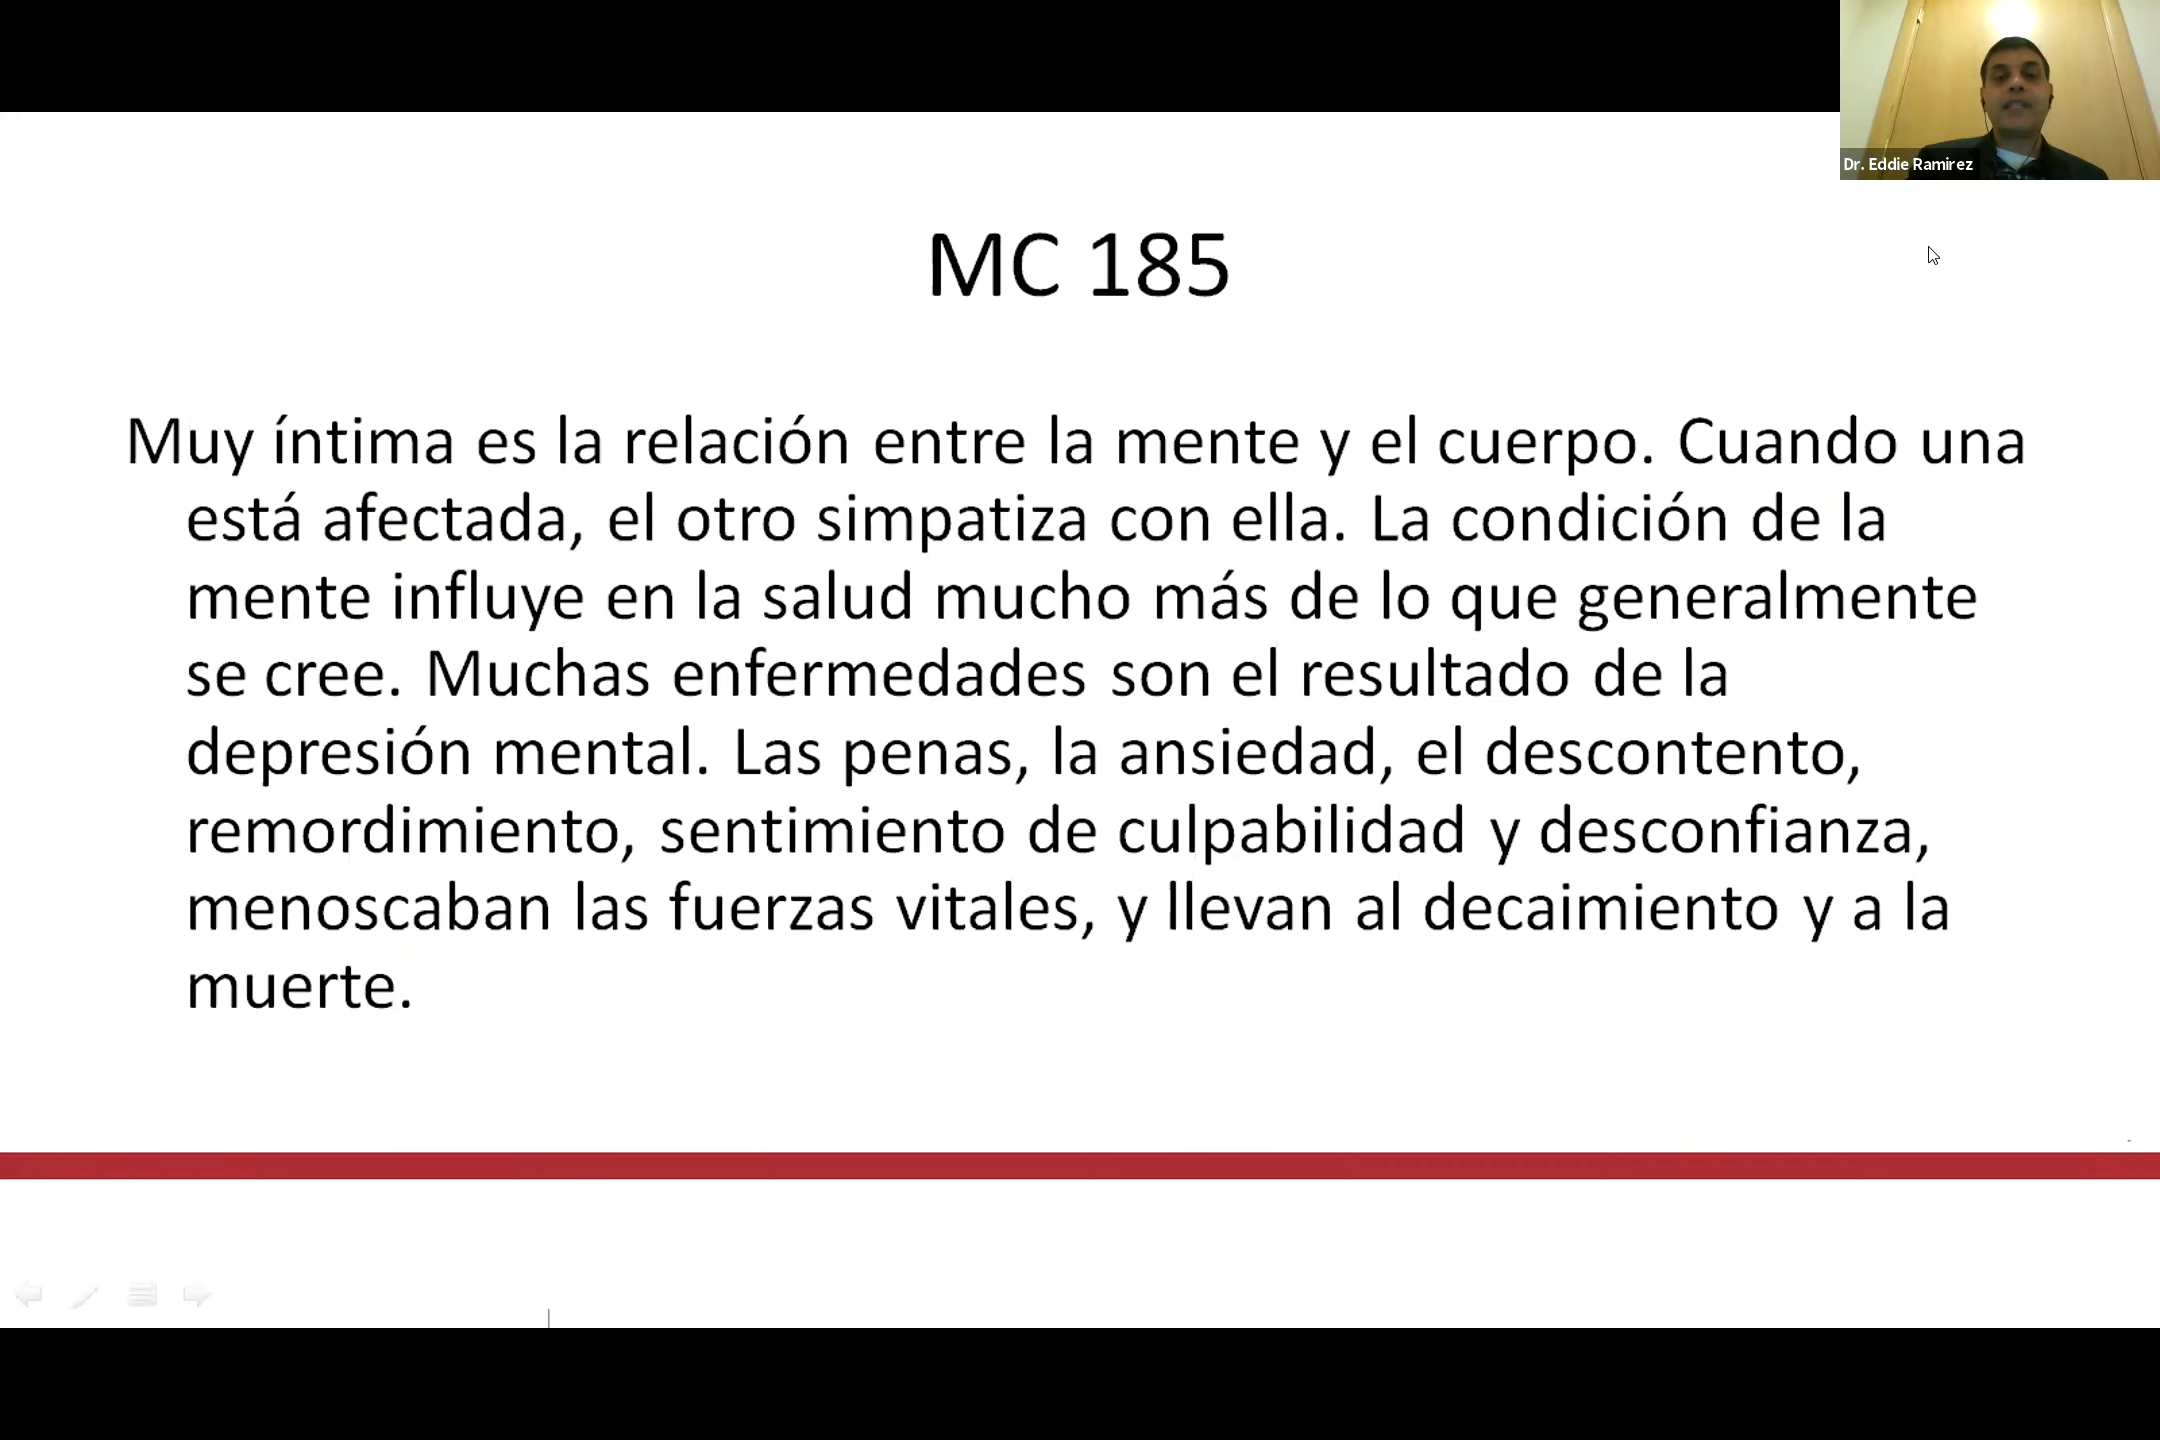 Dr. Eddie Ramirez
MC 185
Muy íntima es la relación entre la mente y el cuerpo. Cuando una
está afectada, el otro simpatiza con ella. La condición de la
mente influye en la salud mucho más de lo que generalmente
se cree. Muchas enfermedades son el resultado de la
depresión mental. Las penas, la ansiedad, el descontento,
remordimiento, sentimiento de culpabilidad y desconfianza,
menoscaban las fuerzas vitales, y llevan al decaimiento y a la
muerte.